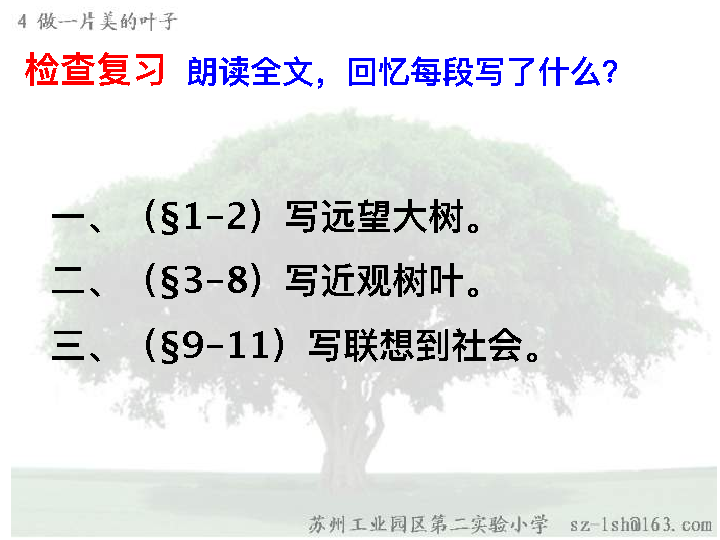 4 做一片美的叶子
检查复习 朗读全文，回忆每段写了什么？
一、（§1-2）写远望大树。
二、（§3-8）写近观树叶。
三、（§9-11）写联想到社会。
苏州工业园区第二实验小学 sz-lsh@163.com